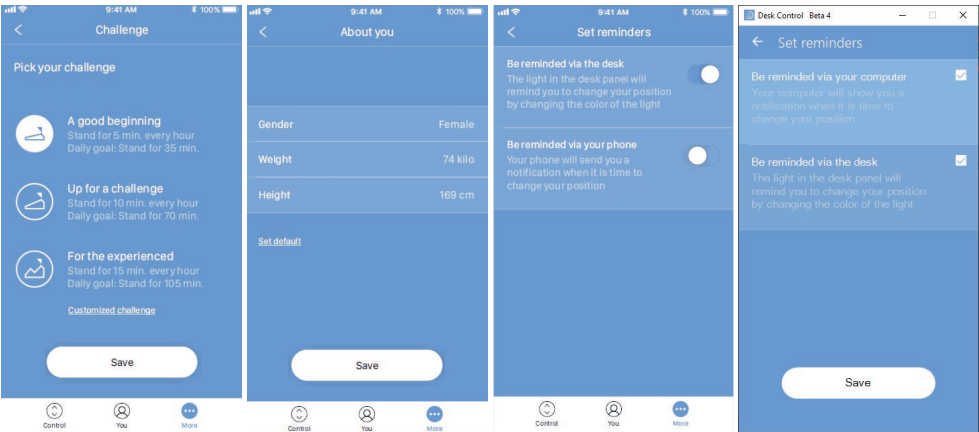 9:41 AM
100%
Challenge
Pick your challenge
A good beginning
Stand for 5 min. every hour
Daily goal: Stand for 35 min.
Up for a challenge
Stand for 10 min. every hour
Daily goal: Stand for 70 min.
For the experienced
Stand for 15 min. every hour
Daily goal: Stand for 105 min.
Customized challenge
Save
Control
You
More
9:41 AM
100%
About you
Gender Female
Weight 74 kilo
Height 169 cm
Set default
Save
Control
You
More
9:41 AM
100%
Set reminders
Be reminded via the desk
The light in the desk panel will
remind you to change your position
by changing the color of the light
Be reminded via your phone
Your phone will send you a
notification when it is time to
change your position
Control
You
More
Desk Control Beta 4
Set reminders
Be reminded via your computer
Your computer will show you a
notification when it is time to
change your position
Be reminded via the desk
The light in the desk panel will
remind you to change your position
by changing the color of the light
Save